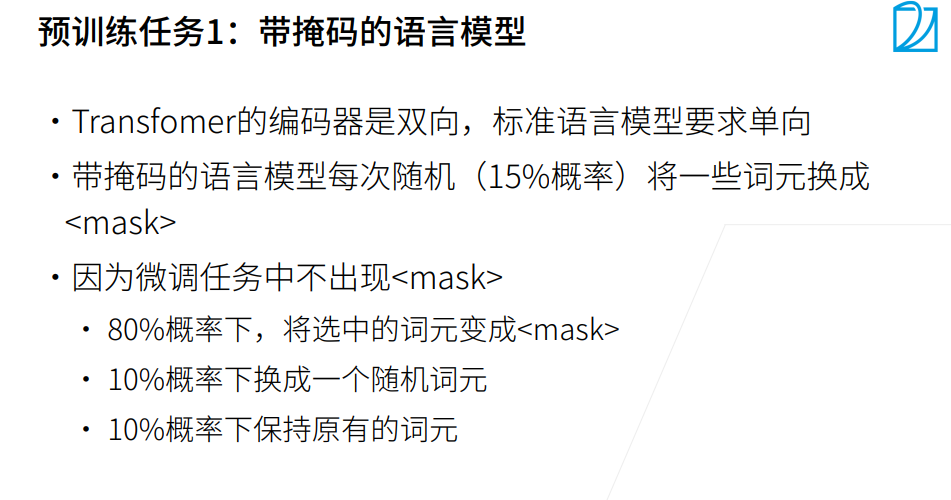 预训练任务1：带掩码的语言模型
• Transfomer的编码器是双向，标准语言模型要求单向
• 带掩码的语言模型每次随机（15%概率）将一些词元换成
<mask>
• 因为微调任务中不出现<mask>
• 80%概率下，将选中的词元变成<mask>
• 10%概率下换成一个随机词元
• 10%概率下保持原有的词元